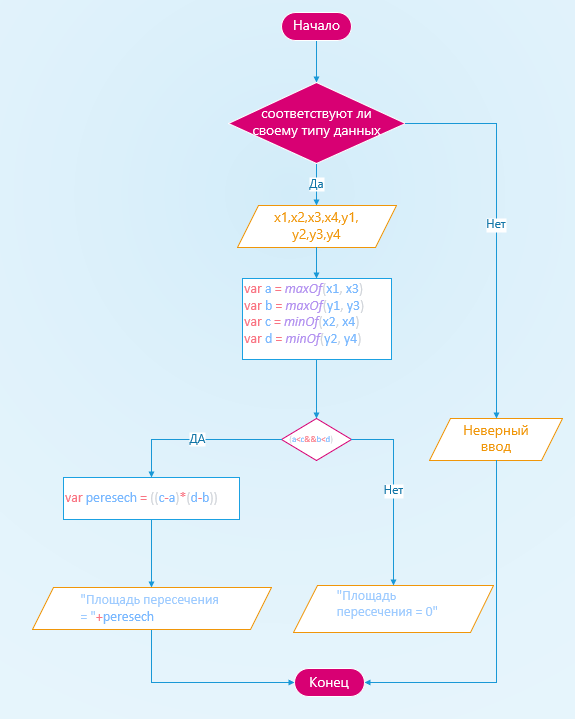 Начало
соответствуют ли
своему типу данных
Да
Нет
x1,x2,x3,x4,y1,
y2,y3,y4
var a = maxOf(x1, x3)
var b = maxOf(y1, y3)
var c = minOf(x2, x4)
var d = minOf(y2, y4)
(a<c&&b<d)
ДА
Нет
Неверный
ввод
var peresech = ((c-a)*(d-b))
"Площадь пересечения
= "+peresech
"Площадь
пересечения = 0"
Конец